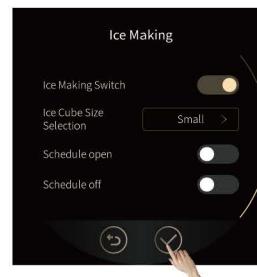 Ice Making
Ice Making Switch
Ice Cube Size
Selection
Small >
Schedule open
Schedule off